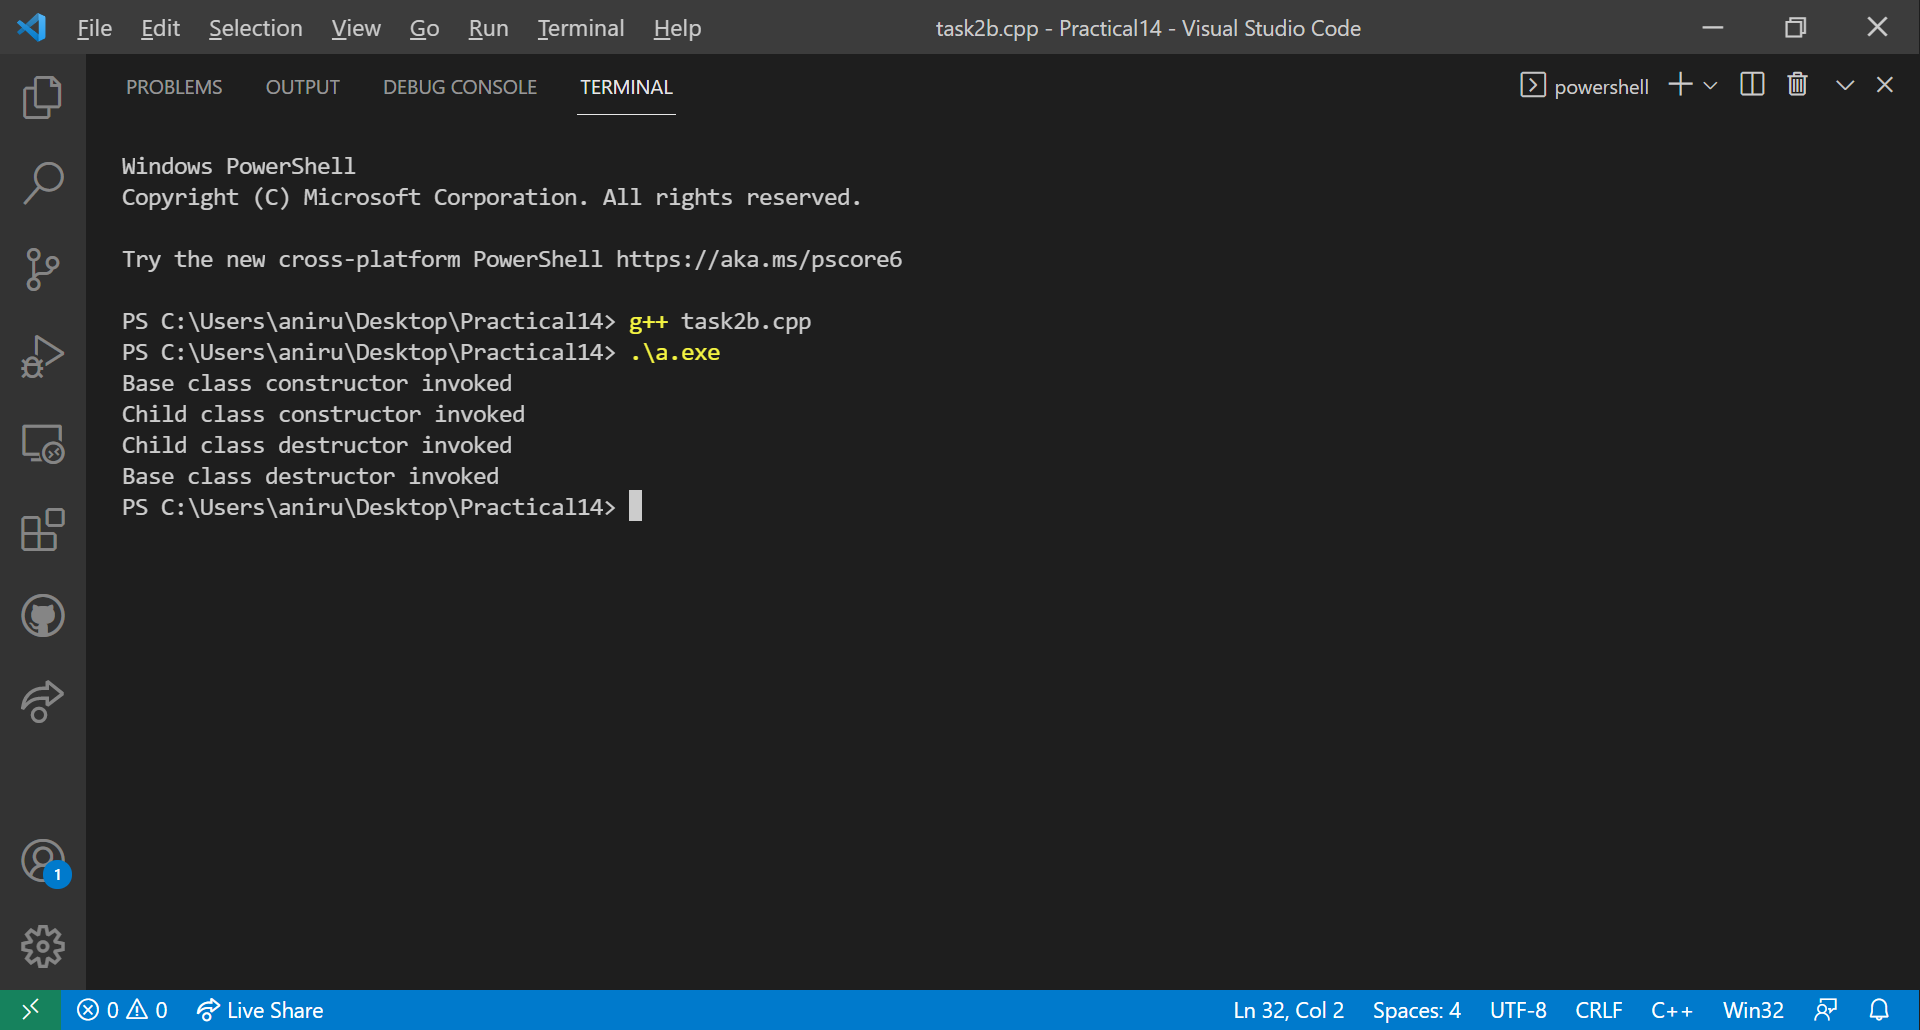 File Edit Selection View Go Run Terminal Help task2b.cpp - Practical14 - Visual Studio Code
PROBLEMS OUTPUT DEBUG CONSOLE TERMINAL powershell
Windows PowerShell
Copyright (C) Microsoft Corporation. All rights reserved.
Try the new cross-platform PowerShell https://aka.ms/pscore6
PS C:\Users\aniru\Desktop\Practical14> g++ task2b.cpp
PS C:\Users\aniru\Desktop\Practical14> .\a.exe
Base class constructor invoked
Child class constructor invoked
Child class destructor invoked
Base class destructor invoked
PS C:\Users\aniru\Desktop\Practical14>
1
0 0 Live Share Ln 32, Col 2 Spaces: 4 UTF-8 CRLF C++ Win32